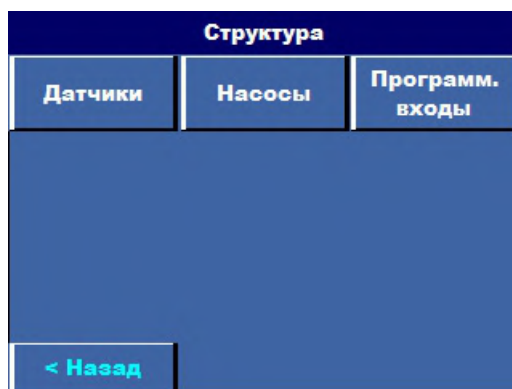 Структура
Датчики
Насосы
Программ.
входы
< Назад